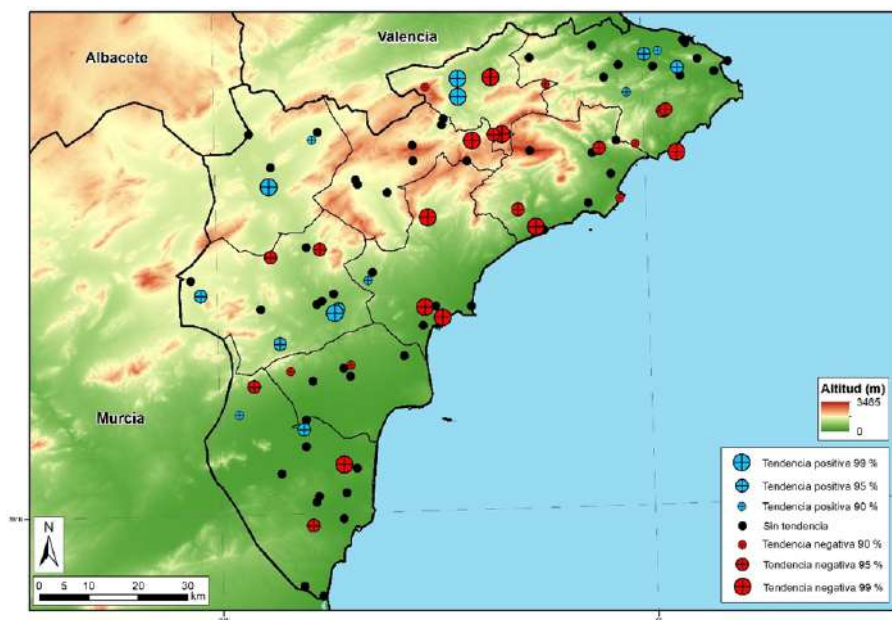 Valencia
Albacete
Murcia
Altitud (m)
3485
0
Tendencia positiva 99 %
Tendencia positiva 95 %
Tendencia positiva 90 %
Sin tendencia
Tendencia negativa 90 %
Tendencia negativa 95 %
Tendencia negativa 99 %
N
0 5 10 20 30
km